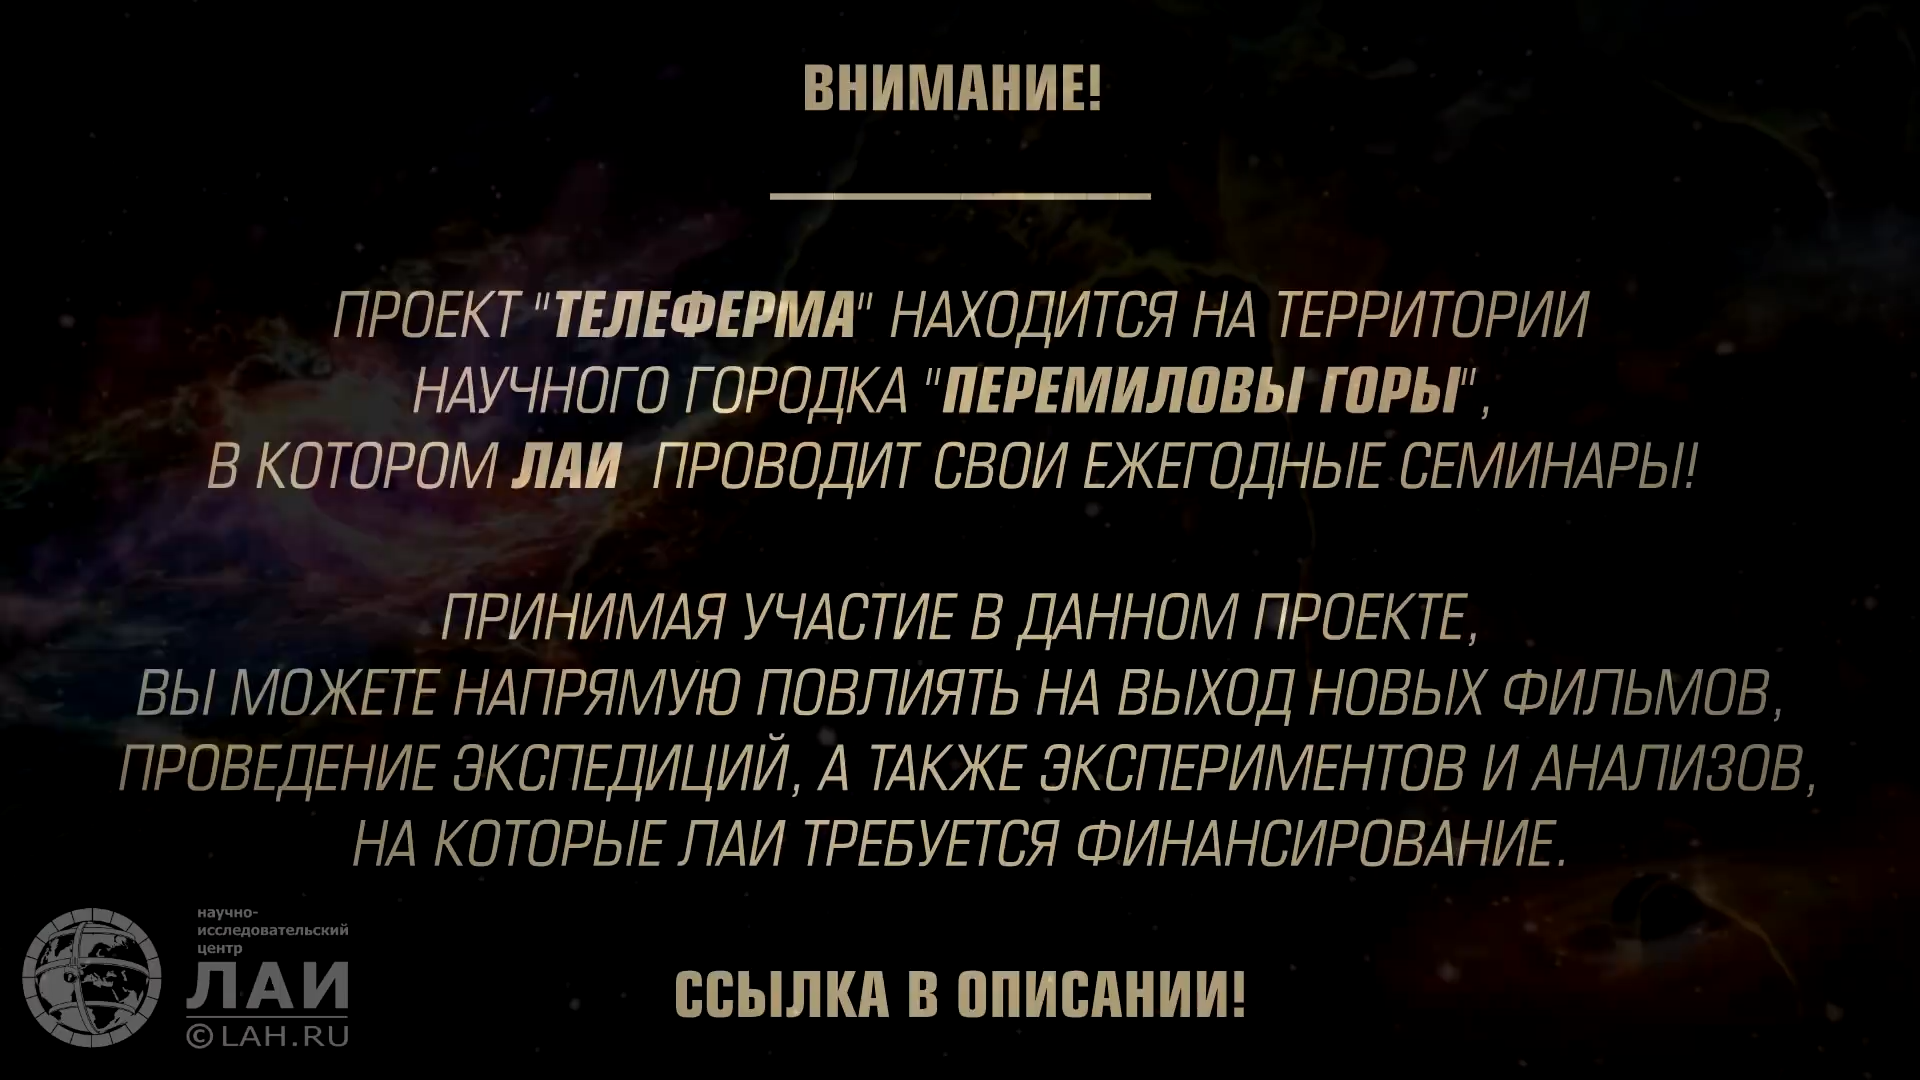 ВНИМАНИЕ!
ПРОЕКТ "ТЕЛЕФЕРМА" НАХОДИТСЯ НА ТЕРРИТОРИИ
НАУЧНОГО ГОРОДКА "ПЕРЕМИЛОВЫ ГОРЫ",
В КОТОРОМ ЛАИ ПРОВОДИТ СВОИ ЕЖЕГОДНЫЕ СЕМИНАРЫ!
ПРИНИМАЯ УЧАСТИЕ В ДАННОМ ПРОЕКТЕ,
ВЫ МОЖЕТЕ НАПРЯМУЮ ПОВЛИЯТЬ НА ВЫХОД НОВЫХ ФИЛЬМОВ,
ПРОВЕДЕНИЕ ЭКСПЕДИЦИЙ, А ТАКЖЕ ЭКСПЕРИМЕНТОВ И АНАЛИЗОВ,
НА КОТОРЫЕ ЛАИ ТРЕБУЕТСЯ ФИНАНСИРОВАНИЕ.
ССЫЛКА В ОПИСАНИИ!
научно-
исследовательский
центр
ЛАИ
©LAH.RU